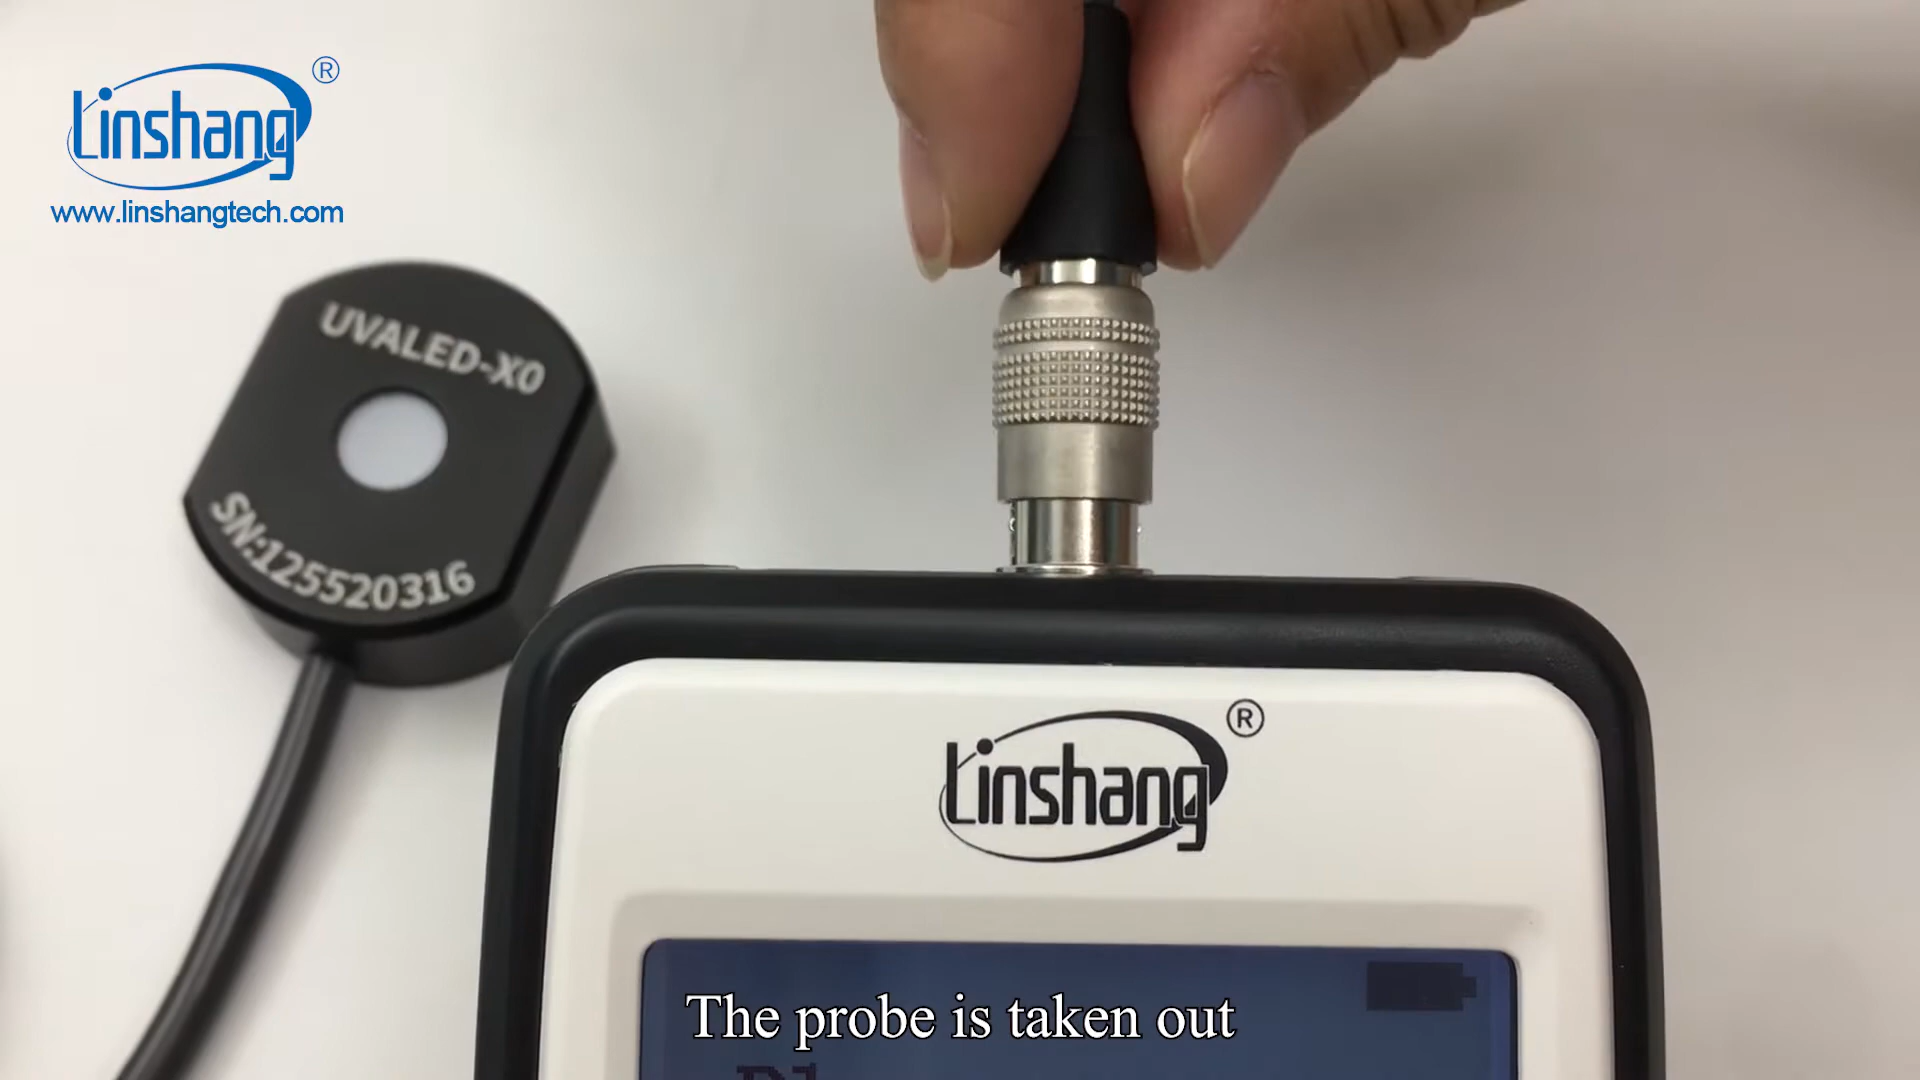 Linshang®
www.linshangtech.com
UVALED-X0
SN:125520316
Linshang®
The probe is taken out